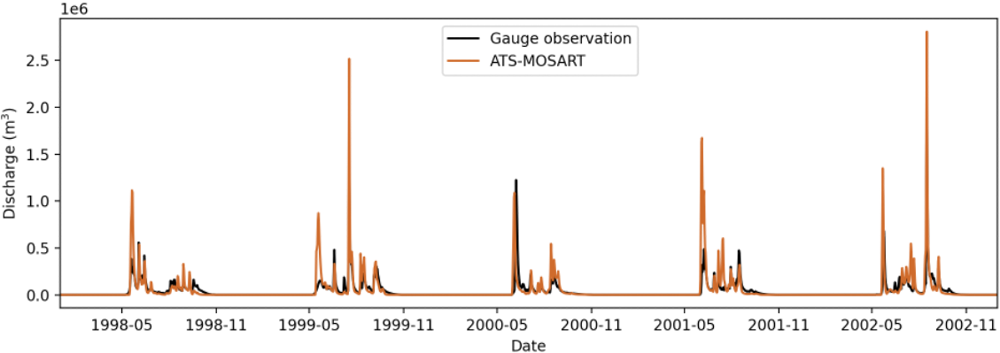 1e6
Gauge observation
ATS-MOSART
2.5
2.0
1.5
1.0
0.5
0.0
Discharge (m³)
1998-05 1998-11 1999-05 1999-11 2000-05 2000-11 2001-05 2001-11 2002-05 2002-11
Date